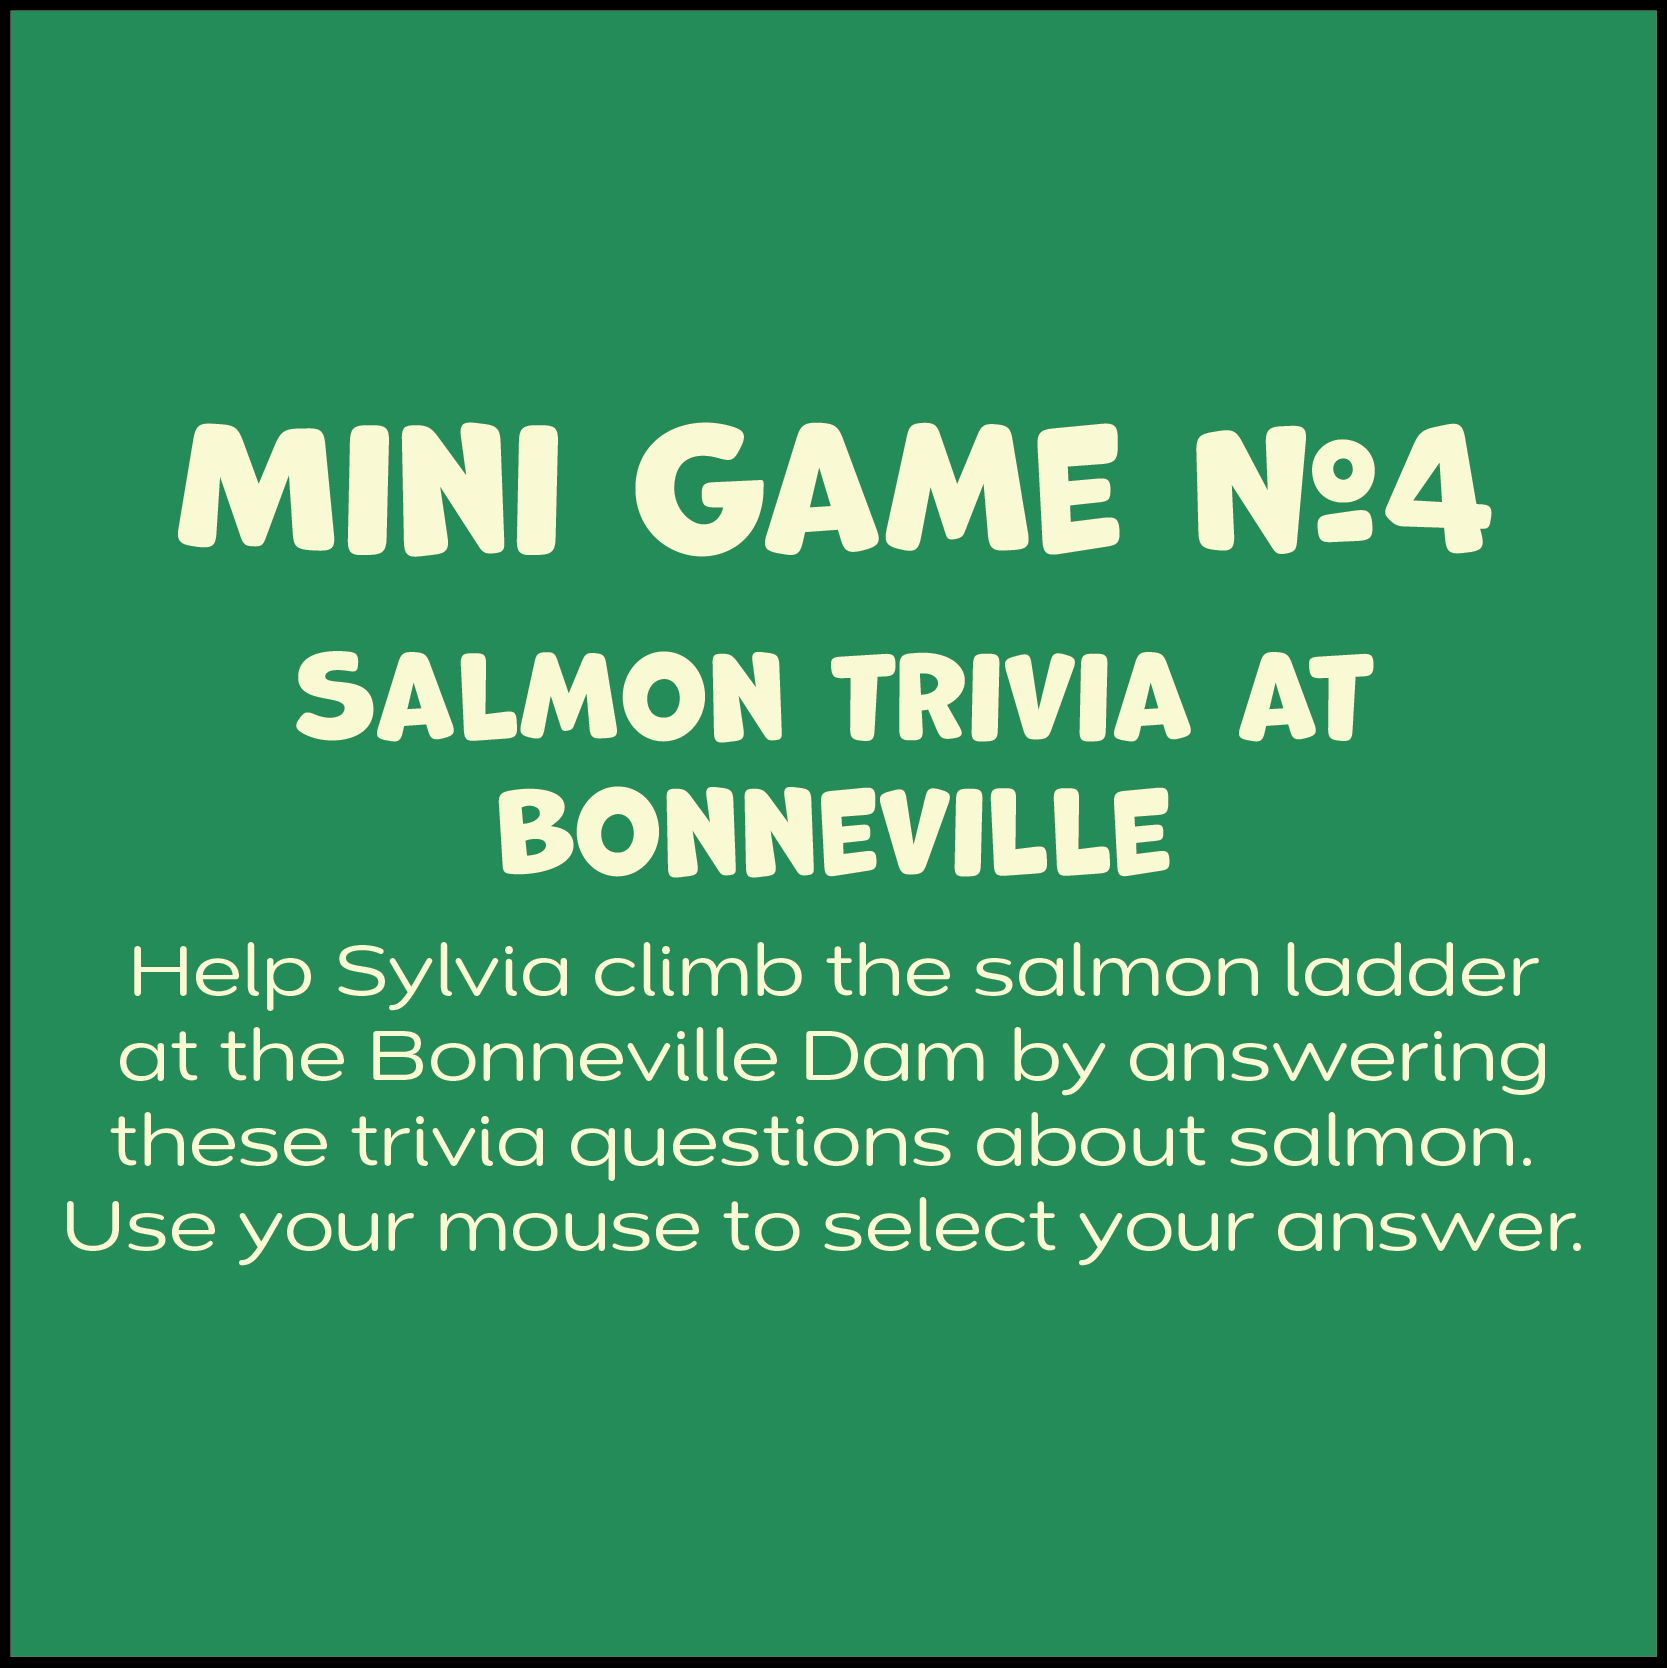 MINI GAME №4
SALMON TRIVIA AT
BONNEVILLE
Help Sylvia climb the salmon ladder
at the Bonneville Dam by answering
these trivia questions about salmon.
Use your mouse to select your answer.